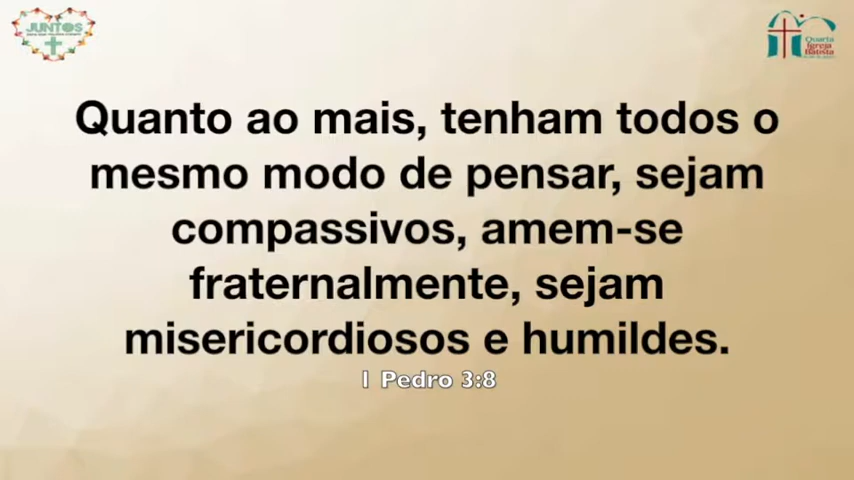 JUNTOS
Quarta
Igreja
Batista
Quanto ao mais, tenham todos o
mesmo modo de pensar, sejam
compassivos, amem-se
fraternalmente, sejam
misericordiosos e humildes.
I Pedro 3:8